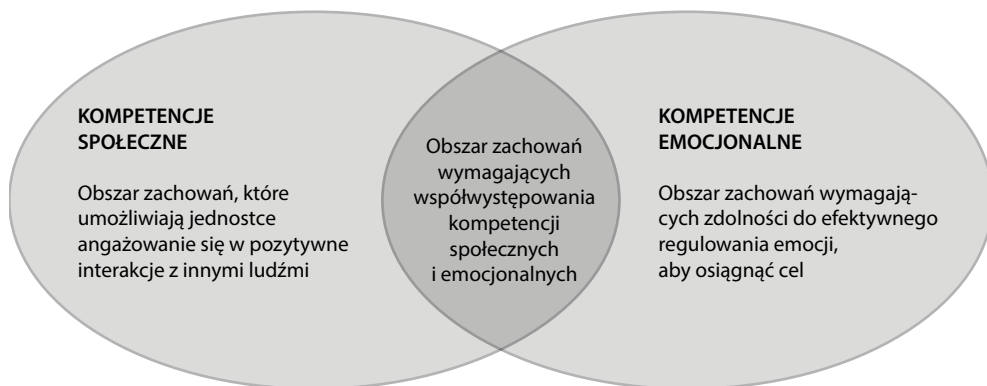 KOMPETENCJE
SPOŁECZNE
Obszar zachowań, które
umożliwiają jednostce
angażowanie się w pozytywne
interakcje z innymi ludźmi
Obszar zachowań
wymagających
współwystępowania
kompetencji
społecznych
i emocjonalnych
KOMPETENCJE
EMOCJONALNE
Obszar zachowań wymagają-
cych zdolności do efektywnego
regulowania emocji,
aby osiągnąć cel